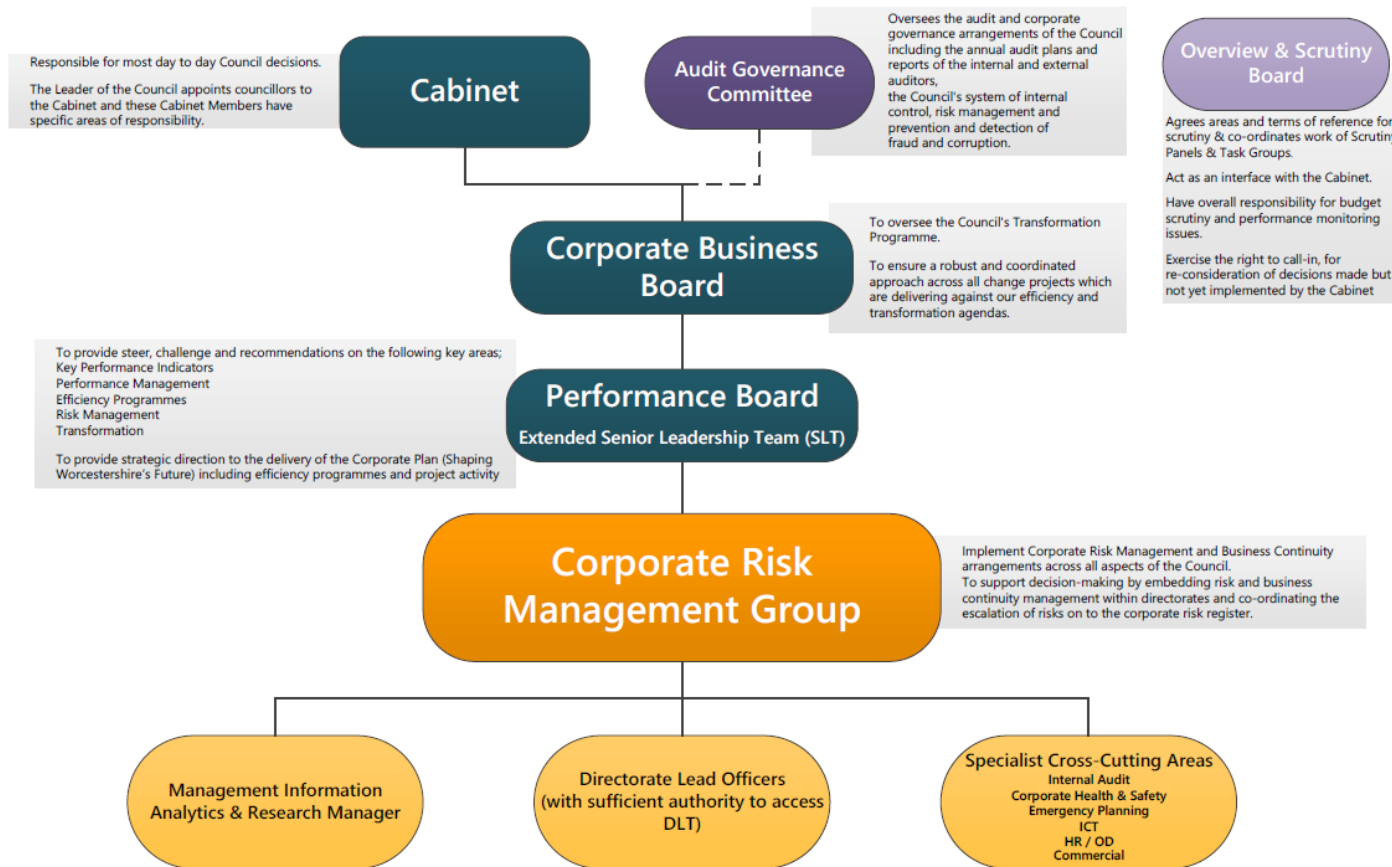 Responsible for most day to day Council decisions.
The Leader of the Council appoints councillors to
the Cabinet and these Cabinet Members have
specific areas of responsibility.
Cabinet
Audit Governance
Committee
Oversees the audit and corporate
governance arrangements of the Council
including the annual audit plans and
reports of the internal and external
auditors,
the Council's system of internal
control, risk management and
prevention and detection of
fraud and corruption.
Overview & Scrutiny
Board
Agrees areas and terms of reference for
scrutiny & co-ordinates work of Scrutiny
Panels & Task Groups.
Act as an interface with the Cabinet.
Have overall responsibility for budget
scrutiny and performance monitoring
issues.
Exercise the right to call-in, for
re-consideration of decisions made but
not yet implemented by the Cabinet
Corporate Business
Board
To oversee the Council's Transformation
Programme.
To ensure a robust and coordinated
approach across all change projects which
are delivering against our efficiency and
transformation agendas.
To provide steer, challenge and recommendations on the following key areas;
Key Performance Indicators
Performance Management
Efficiency Programmes
Risk Management
Transformation
To provide strategic direction to the delivery of the Corporate Plan (Shaping
Worcestershire's Future) including efficiency programmes and project activity
Performance Board
Extended Senior Leadership Team (SLT)
Corporate Risk
Management Group
Implement Corporate Risk Management and Business Continuity
arrangements across all aspects of the Council.
To support decision-making by embedding risk and business
continuity management within directorates and co-ordinating the
escalation of risks on to the corporate risk register.
Management Information
Analytics & Research Manager
Directorate Lead Officers
(with sufficient authority to access
DLT)
Specialist Cross-Cutting Areas
Internal Audit
Corporate Health & Safety
Emergency Planning
ICT
HR / OD
Commercial